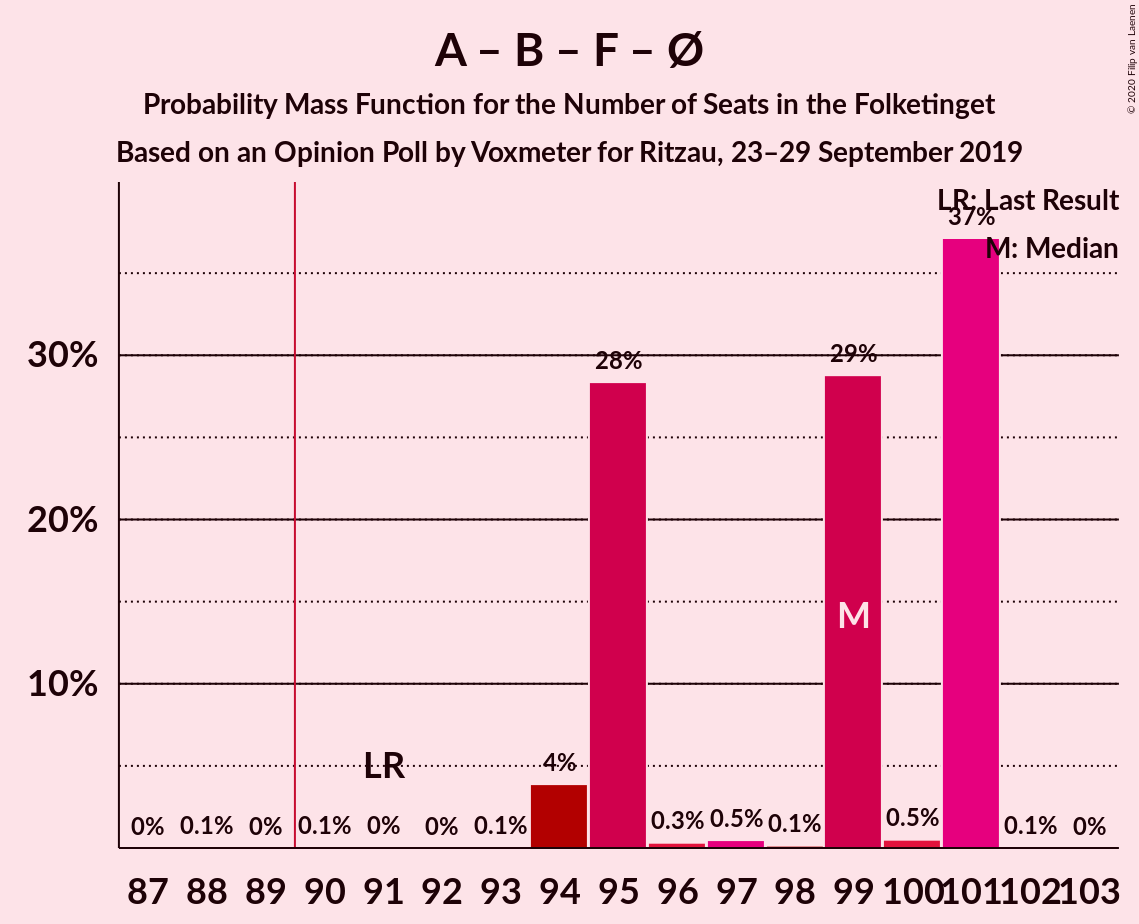 A – B – F – Ø
Probability Mass Function for the Number of Seats in the Folketinget
Based on an Opinion Poll by Voxmeter for Ritzau, 23–29 September 2019
© 2020 Filip van Laenen
LR: Last Result
M: Median
37%
30%
28%
29%
20%
M
10%
LR
4%
0% 0.1% 0% 0.1% 0% 0% 0.1% 0.3% 0.5% 0.1% 0.5% 0.1% 0%
87 88 89 90 91 92 93 94 95 96 97 98 99 100 101 102 103